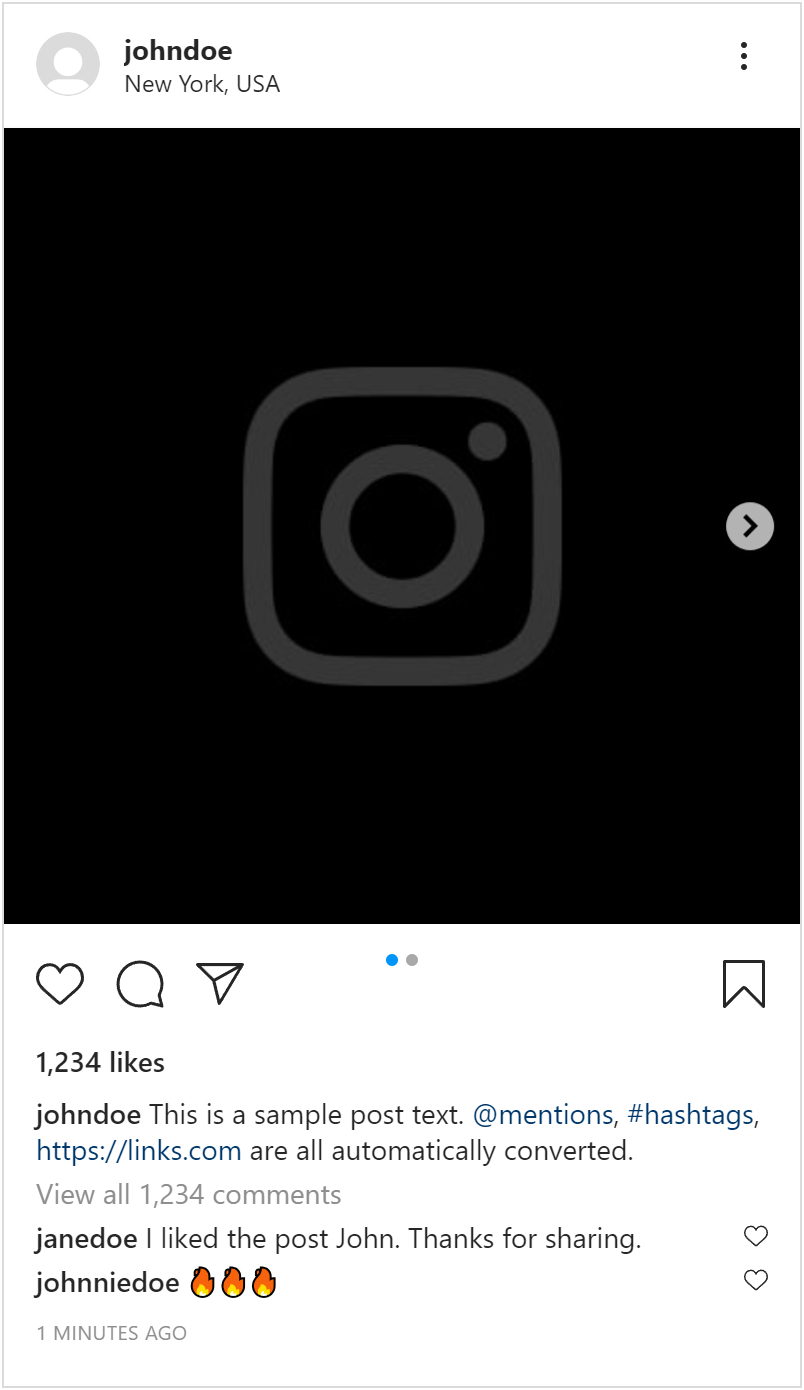 johndoe
New York, USA
1,234 likes
johndoe This is a sample post text. @mentions, #hashtags,
https://links.com are all automatically converted.
View all 1,234 comments
janedoe I liked the post John. Thanks for sharing.
johnniedoe 🔥🔥🔥
1 MINUTES AGO